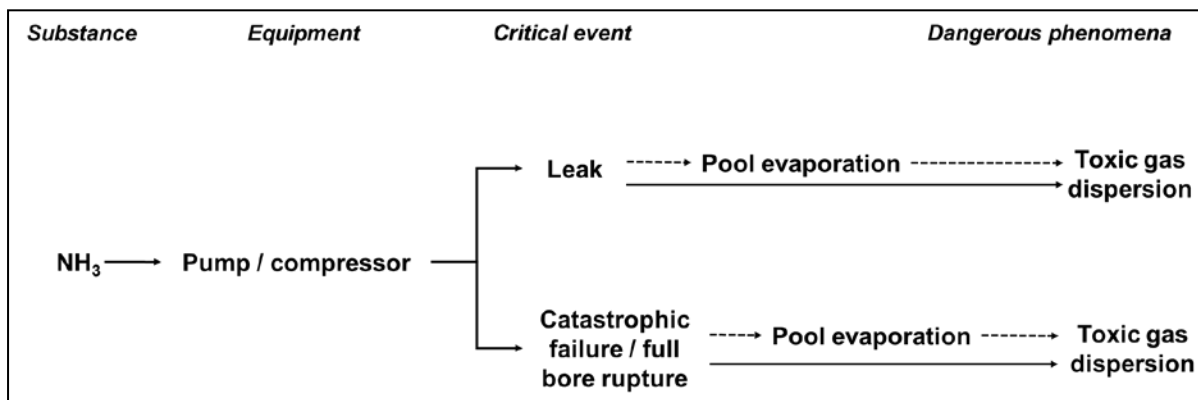 Substance Equipment Critical event Dangerous phenomena
Leak Pool evaporation Toxic gas
dispersion
NH₃ Pump / compressor
Catastrophic
failure / full
bore rupture Pool evaporation Toxic gas
dispersion